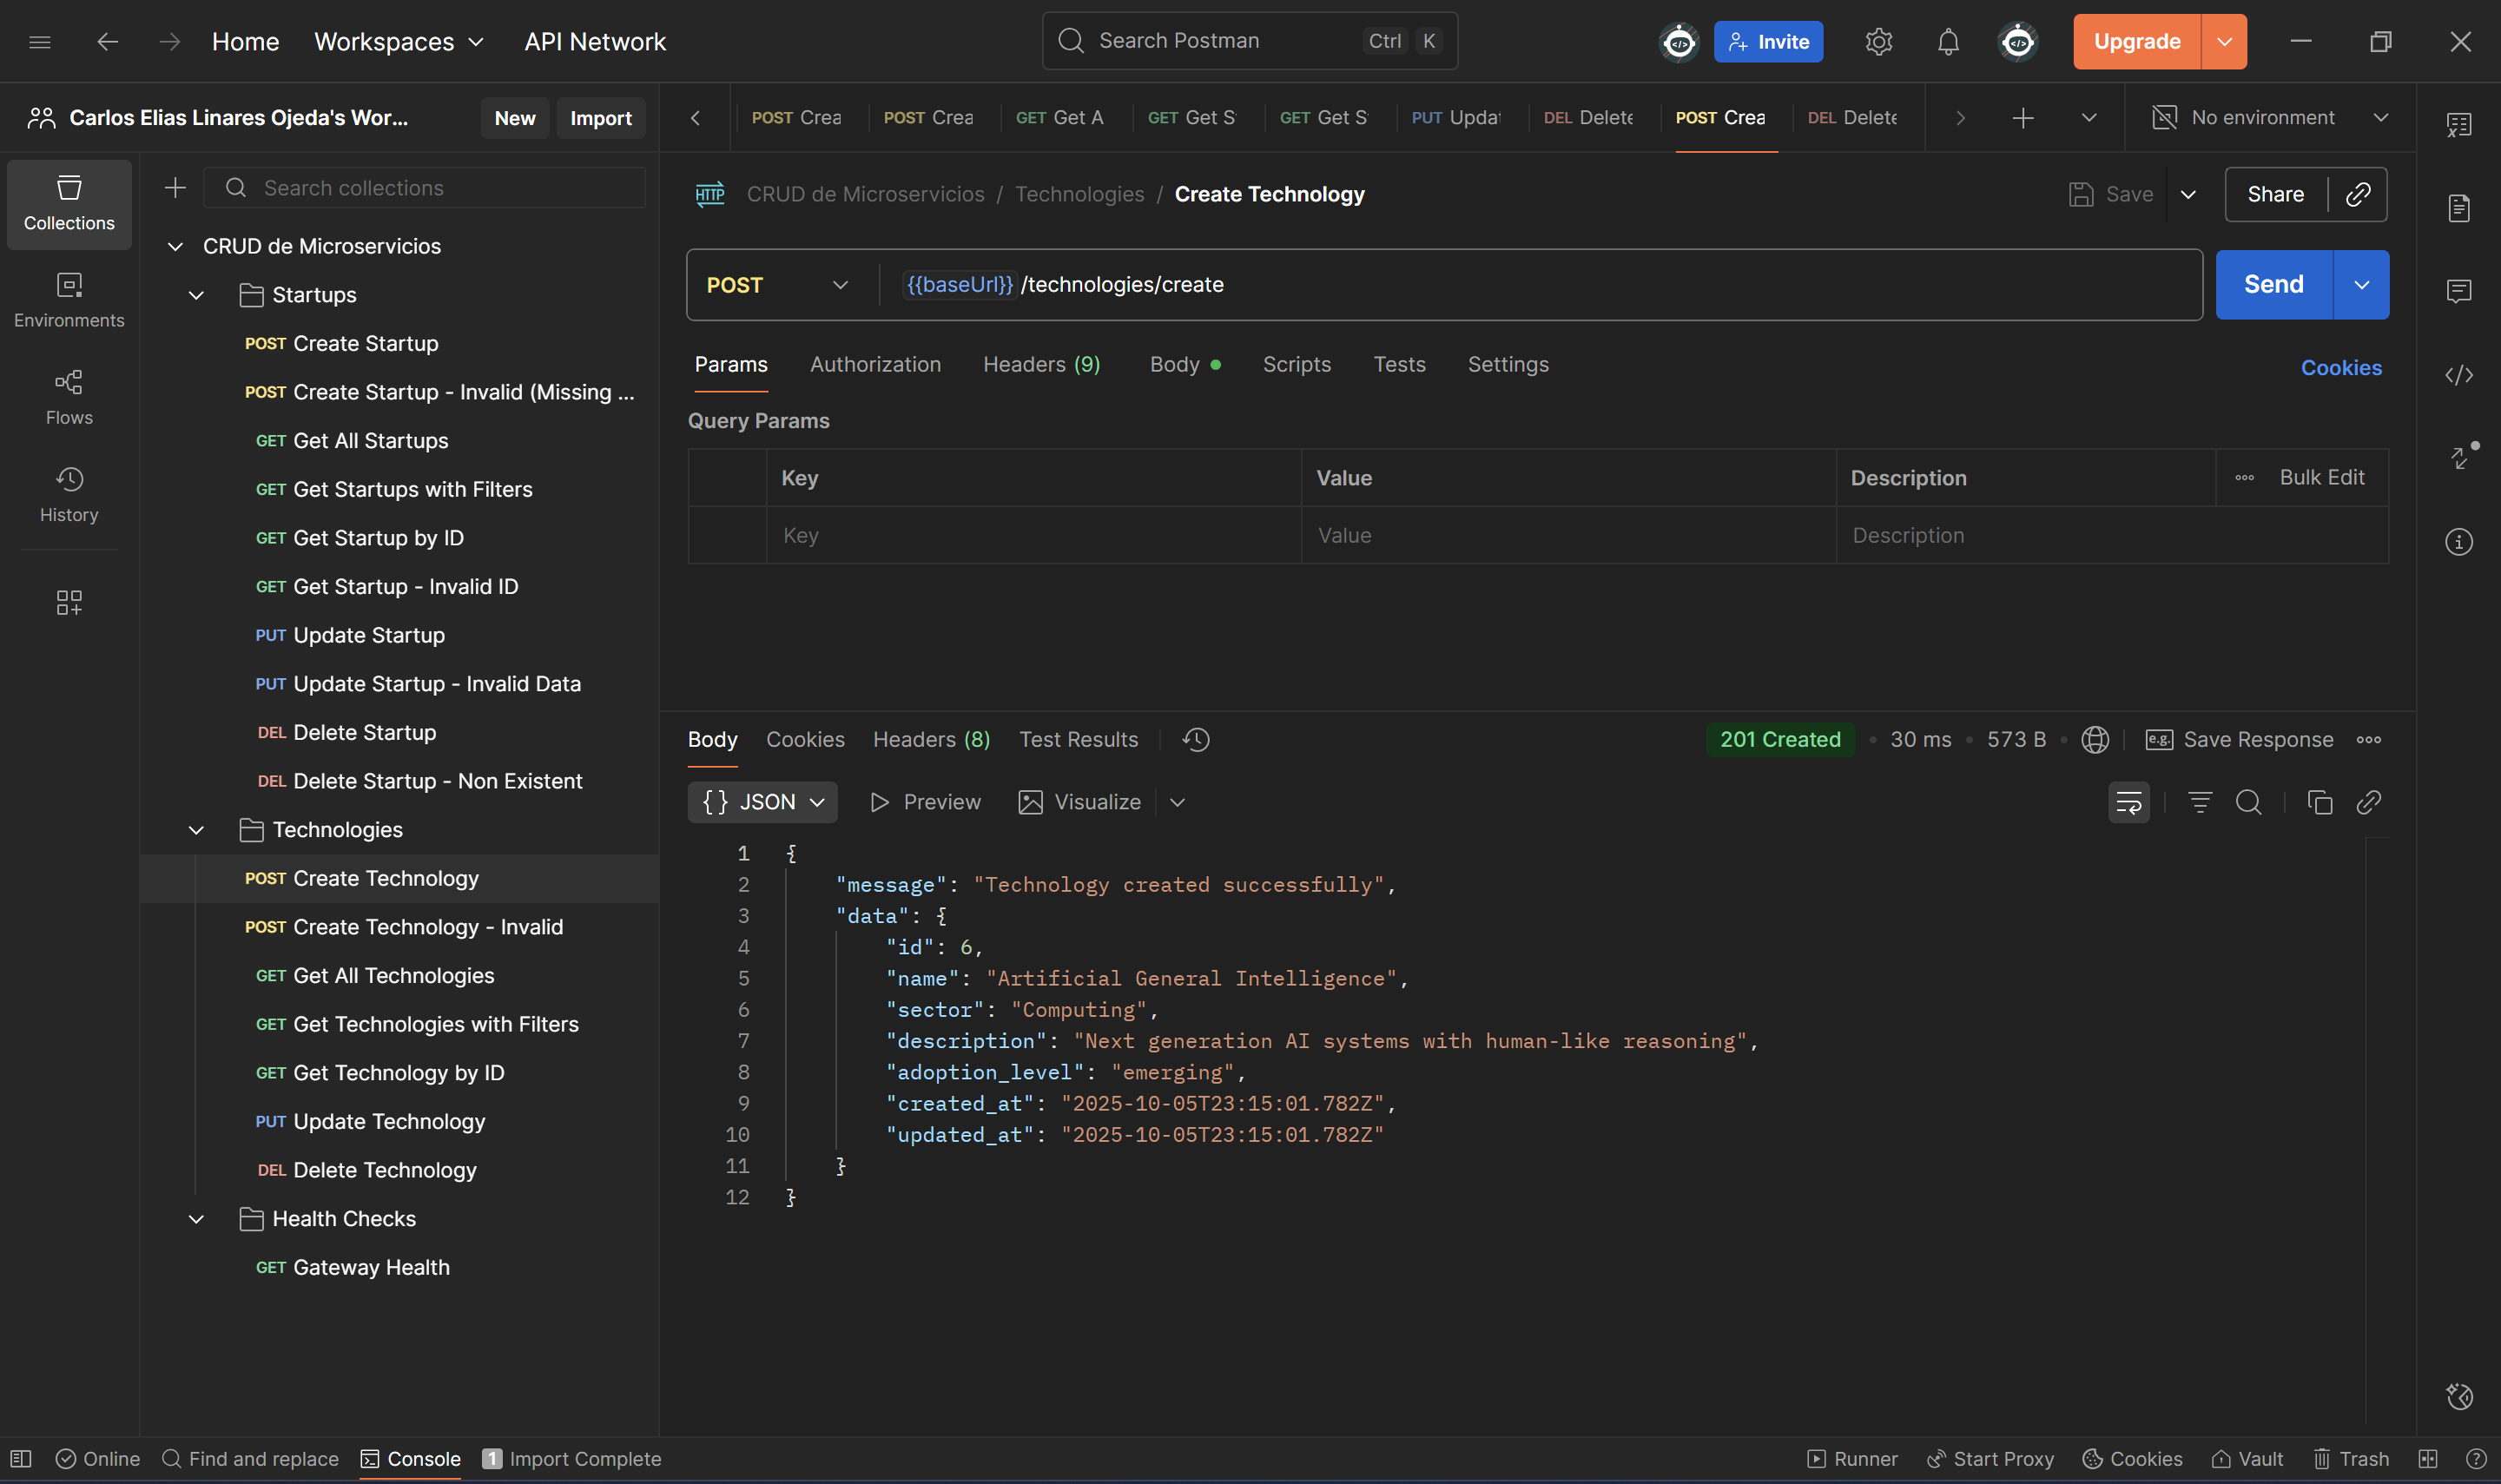 Home Workspaces API Network Search Postman Ctrl K Invite Upgrade
Carlos Elias Linares Ojeda's Wor... New Import
POST Crea POST Crea GET Get A GET Get S GET Get S PUT Updat DEL Delete POST Crea DEL Delete No environment
Collections
Environments
Flows
History
Search collections
CRUD de Microservicios
Startups
POST Create Startup
POST Create Startup - Invalid (Missing ...
GET Get All Startups
GET Get Startups with Filters
GET Get Startup by ID
GET Get Startup - Invalid ID
PUT Update Startup
PUT Update Startup - Invalid Data
DEL Delete Startup
DEL Delete Startup - Non Existent
Technologies
POST Create Technology
POST Create Technology - Invalid
GET Get All Technologies
GET Get Technologies with Filters
GET Get Technology by ID
PUT Update Technology
DEL Delete Technology
Health Checks
GET Gateway Health
HTTP CRUD de Microservicios / Technologies / Create Technology Save Share
POST {{baseUrl}}/technologies/create Send
Params Authorization Headers (9) Body Scripts Tests Settings Cookies
Query Params
Key Value Description Bulk Edit
Key Value Description
Body Cookies Headers (8) Test Results 201 Created • 30 ms • 573 B • e.g. Save Response
{} JSON Preview Visualize
1 {
2 "message": "Technology created successfully",
3 "data": {
4 "id": 6,
5 "name": "Artificial General Intelligence",
6 "sector": "Computing",
7 "description": "Next generation AI systems with human-like reasoning",
8 "adoption_level": "emerging",
9 "created_at": "2025-10-05T23:15:01.782Z",
10 "updated_at": "2025-10-05T23:15:01.782Z"
11 }
12 }
Online Find and replace Console 1 Import Complete Runner Start Proxy Cookies Vault Trash